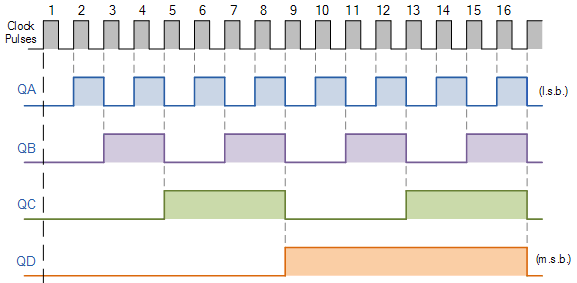 1 2 3 4 5 6 7 8 9 10 11 12 13 14 15 16
Clock
Pulses
QA (l.s.b.)
QB
QC
QD (m.s.b.)